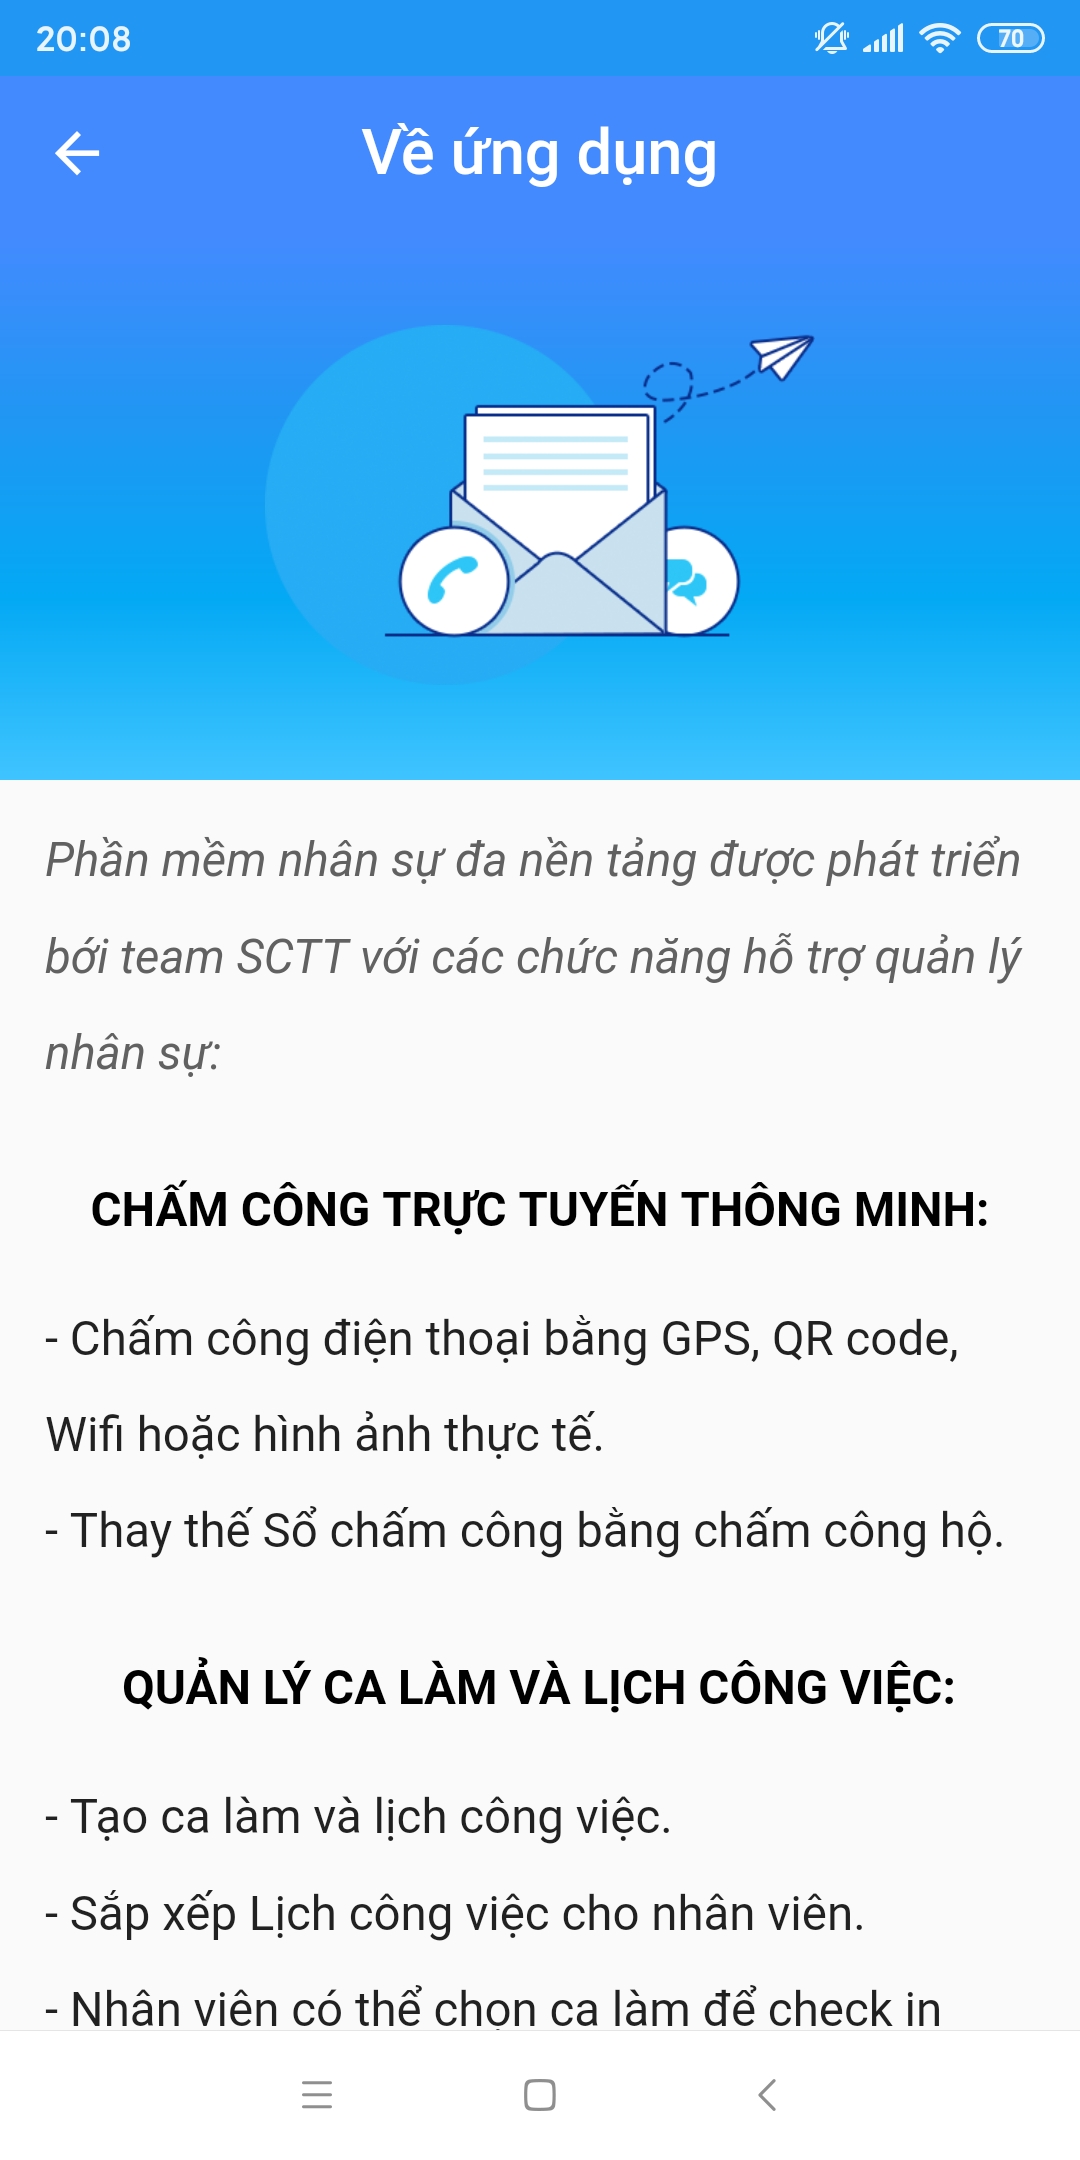 20:08
70
Về ứng dụng
Phần mềm nhân sự đa nền tảng được phát triển
bới team SCTT với các chức năng hỗ trợ quản lý
nhân sự:
CHẤM CÔNG TRỰC TUYẾN THÔNG MINH:
- Chấm công điện thoại bằng GPS, QR code,
Wifi hoặc hình ảnh thực tế.
- Thay thế Sổ chấm công bằng chấm công hộ.
QUẢN LÝ CA LÀM VÀ LỊCH CÔNG VIỆC:
- Tạo ca làm và lịch công việc.
- Sắp xếp Lịch công việc cho nhân viên.
- Nhân viên có thể chọn ca làm để check in